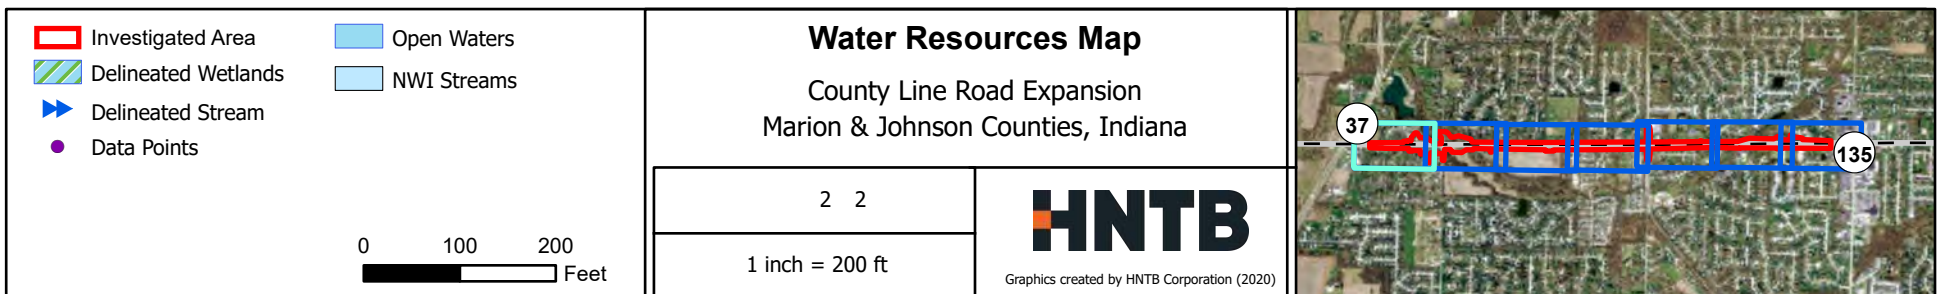 Investigated Area
Delineated Wetlands
Delineated Stream
Data Points
Open Waters
NWI Streams
0 100 200
Feet
Water Resources Map
County Line Road Expansion
Marion & Johnson Counties, Indiana
2 2
1 inch = 200 ft
HNTB
Graphics created by HNTB Corporation (2020)
37
135